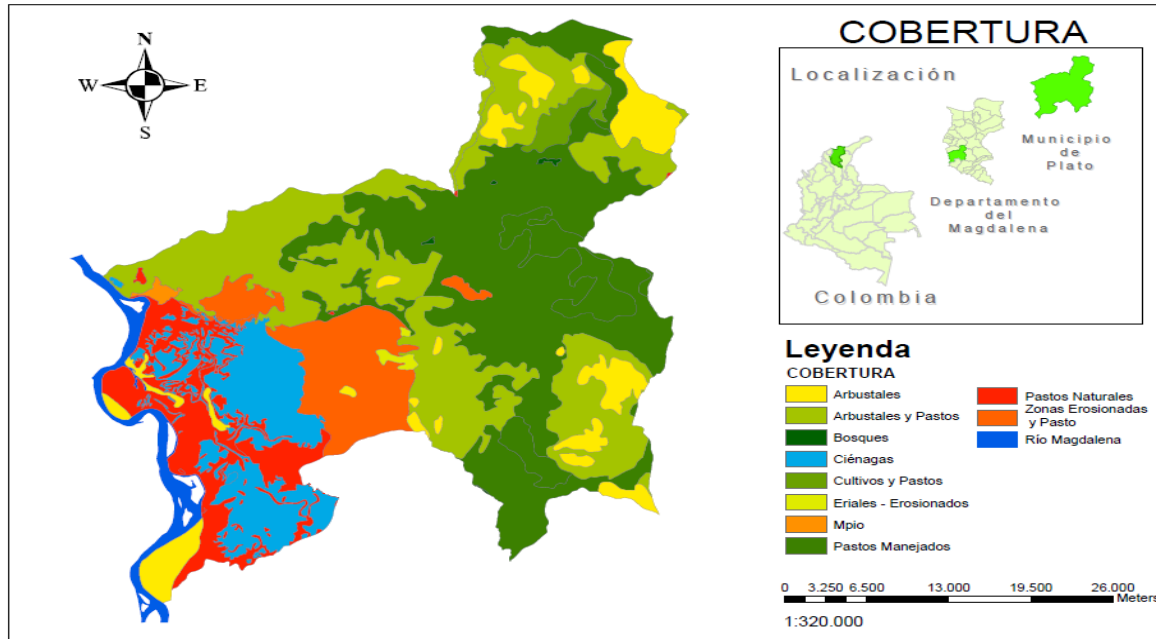 COBERTURA
N
W E
S
Localización
Municipio
de
Plato
Departamento
del
Magdalena
Colombia
Leyenda
COBERTURA
Arbustales
Arbustales y Pastos
Bosques
Ciénagas
Cultivos y Pastos
Eriales - Erosionados
Mpio
Pastos Manejados
Pastos Naturales
Zonas Erosionadas
y Pasto
Río Magdalena
0 3.250 6.500 13.000 19.500 26.000
Meters
1:320.000